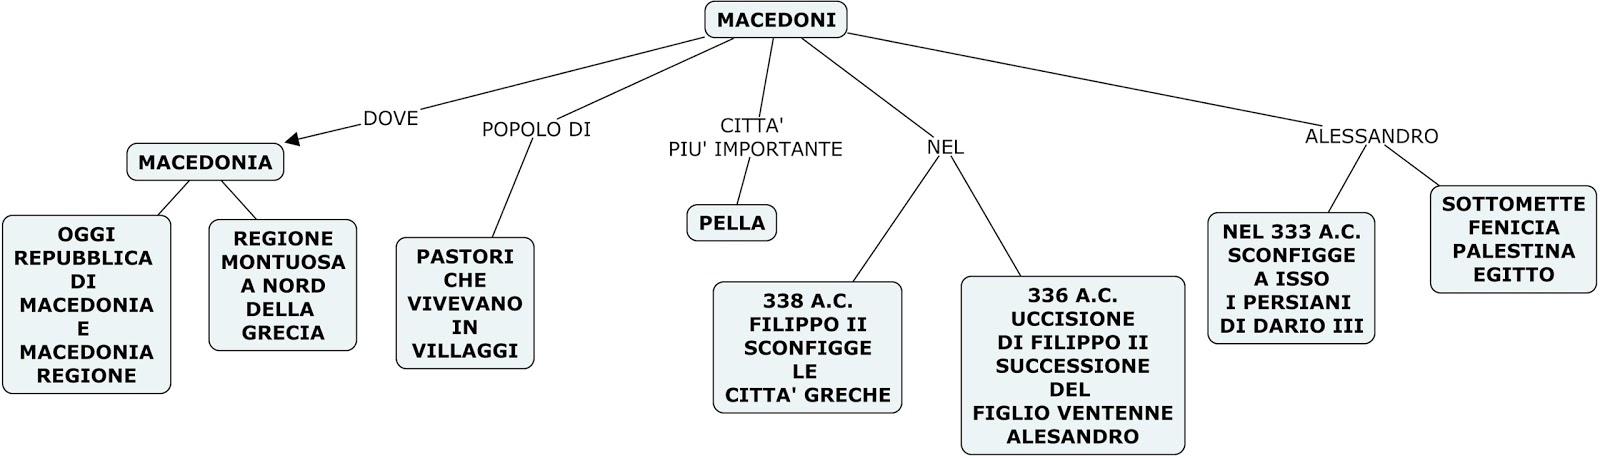 MACEDONI
DOVE
POPOLO DI
CITTA'
PIU' IMPORTANTE
NEL
ALESSANDRO
MACEDONIA
OGGI
REPUBBLICA
DI
MACEDONIA
E
MACEDONIA
REGIONE
REGIONE
MONTUOSA
A NORD
DELLA
GRECIA
PASTORI
CHE
VIVEVANO
IN
VILLAGGI
PELLA
338 A.C.
FILIPPO II
SCONFIGGE
LE
CITTA' GRECHE
336 A.C.
UCCISIONE
DI FILIPPO II
SUCCESSIONE
DEL
FIGLIO VENTENNE
ALESANDRO
NEL 333 A.C.
SCONFIGGE
A ISSO
I PERSIANI
DI DARIO III
SOTTOMETTE
FENICIA
PALESTINA
EGITTO